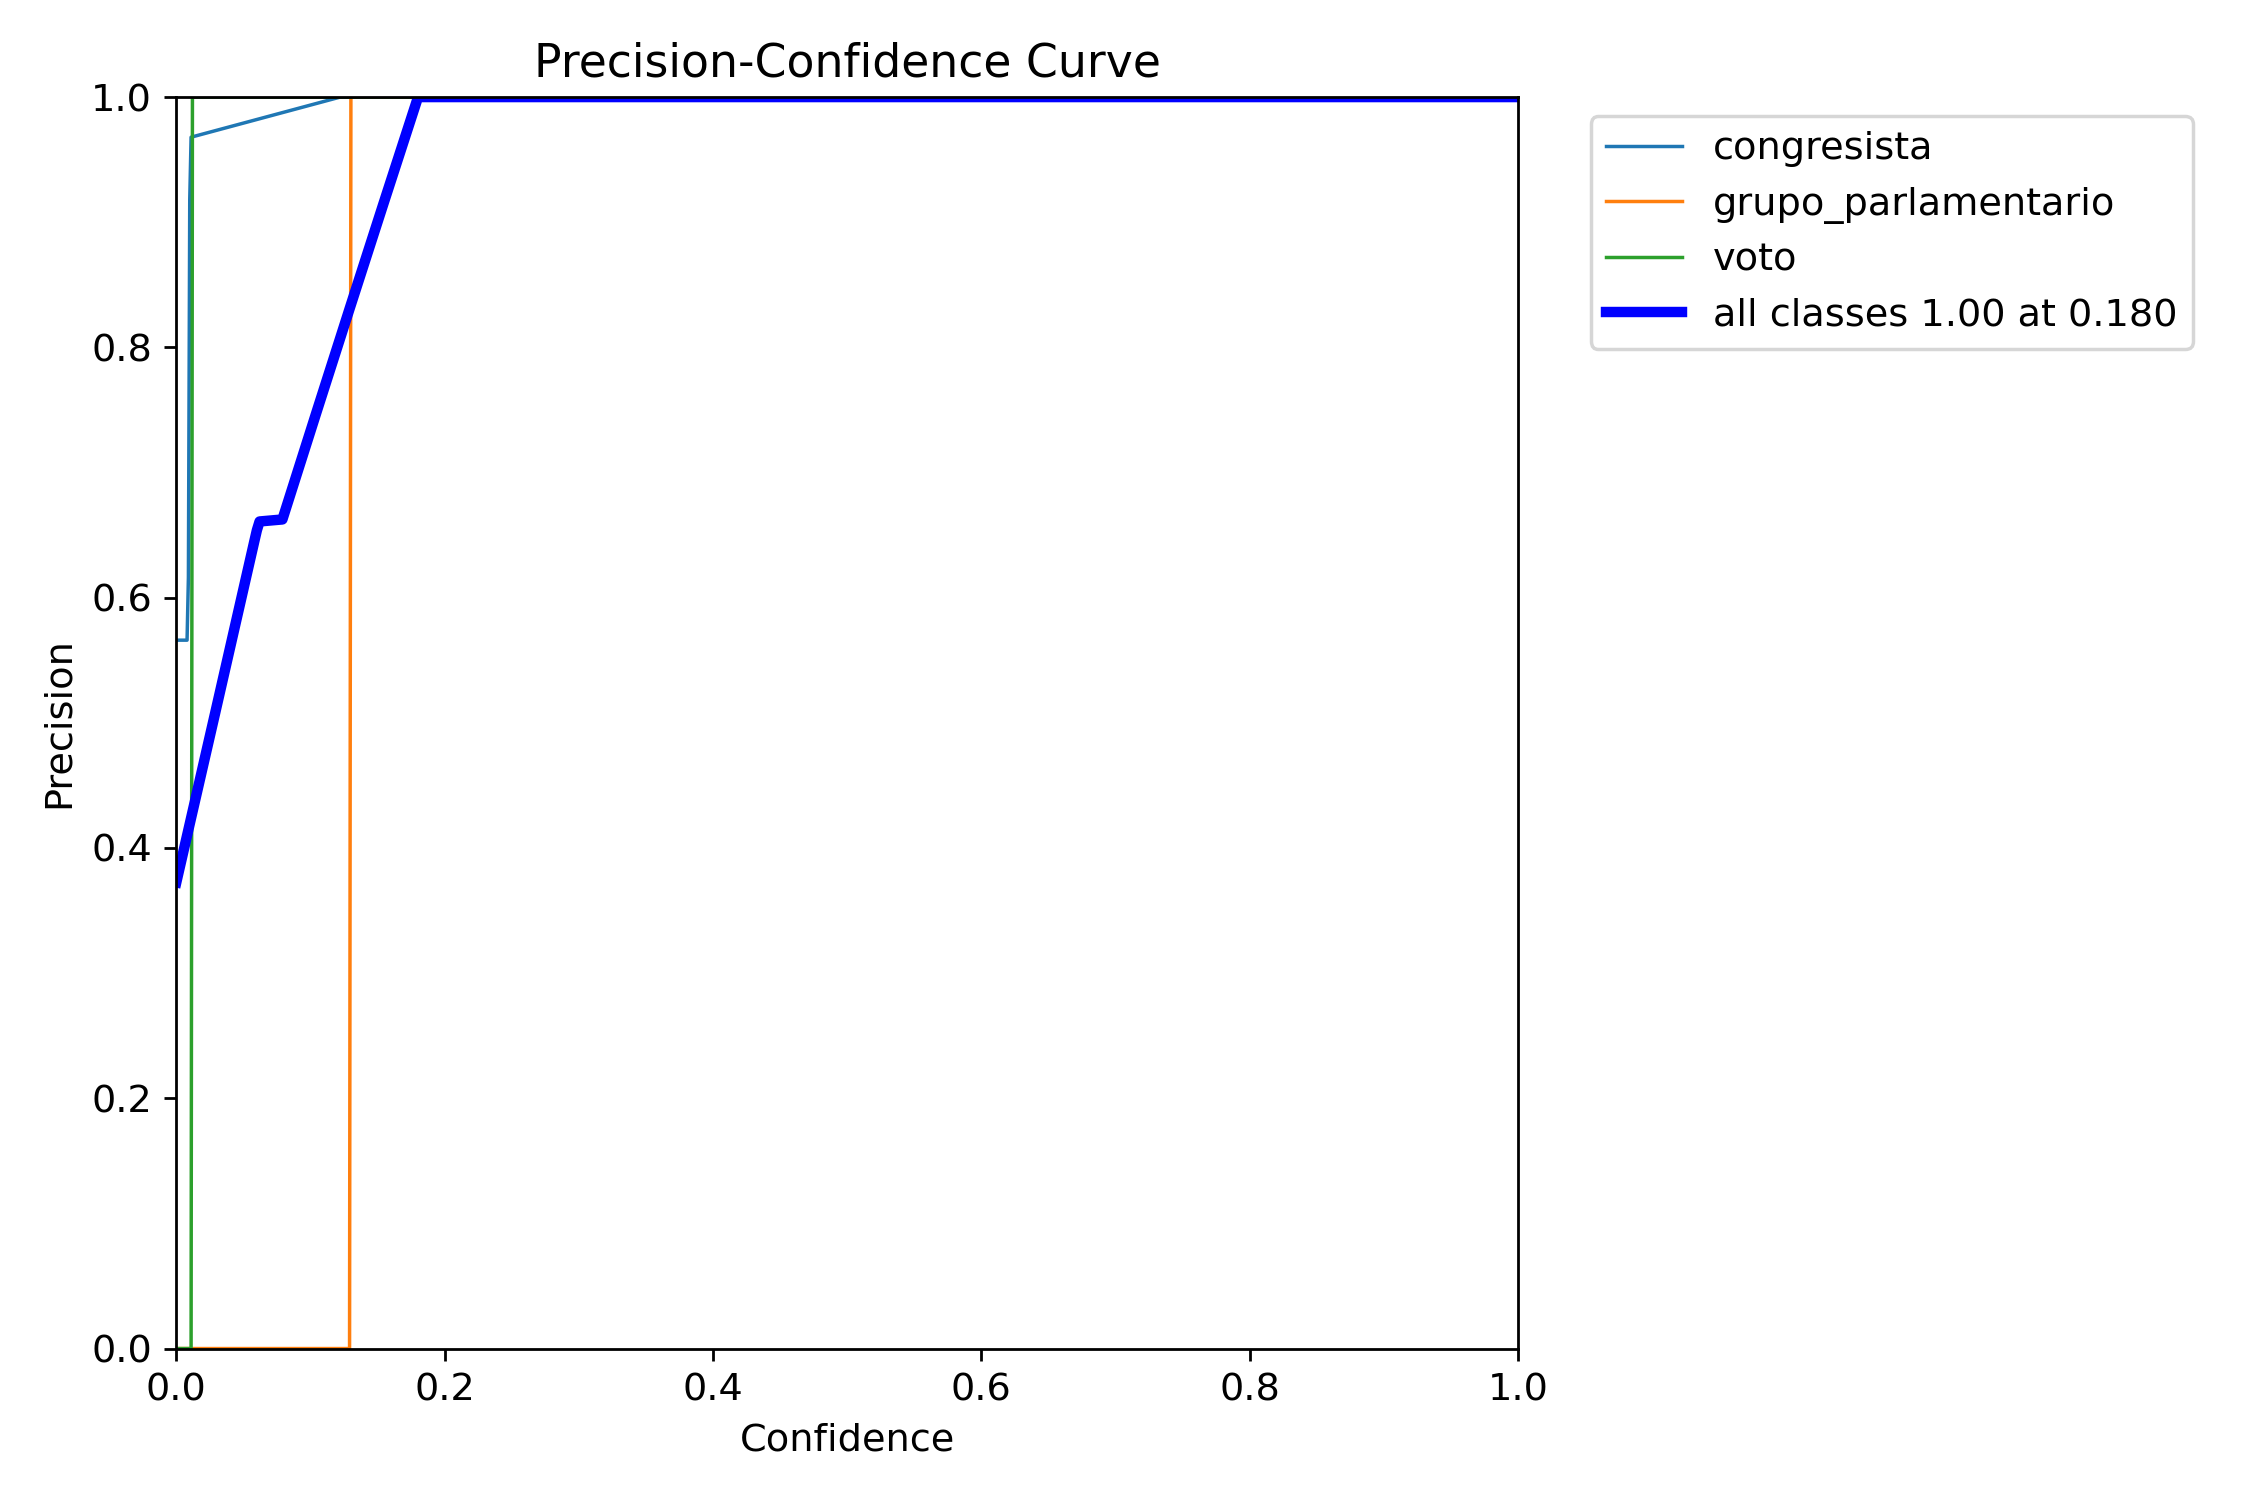 Precision-Confidence Curve
1.0
0.8
0.6
0.4
0.2
0.0
Precision
0.0 0.2 0.4 0.6 0.8 1.0
Confidence
congresista
grupo_parlamentario
voto
all classes 1.00 at 0.180